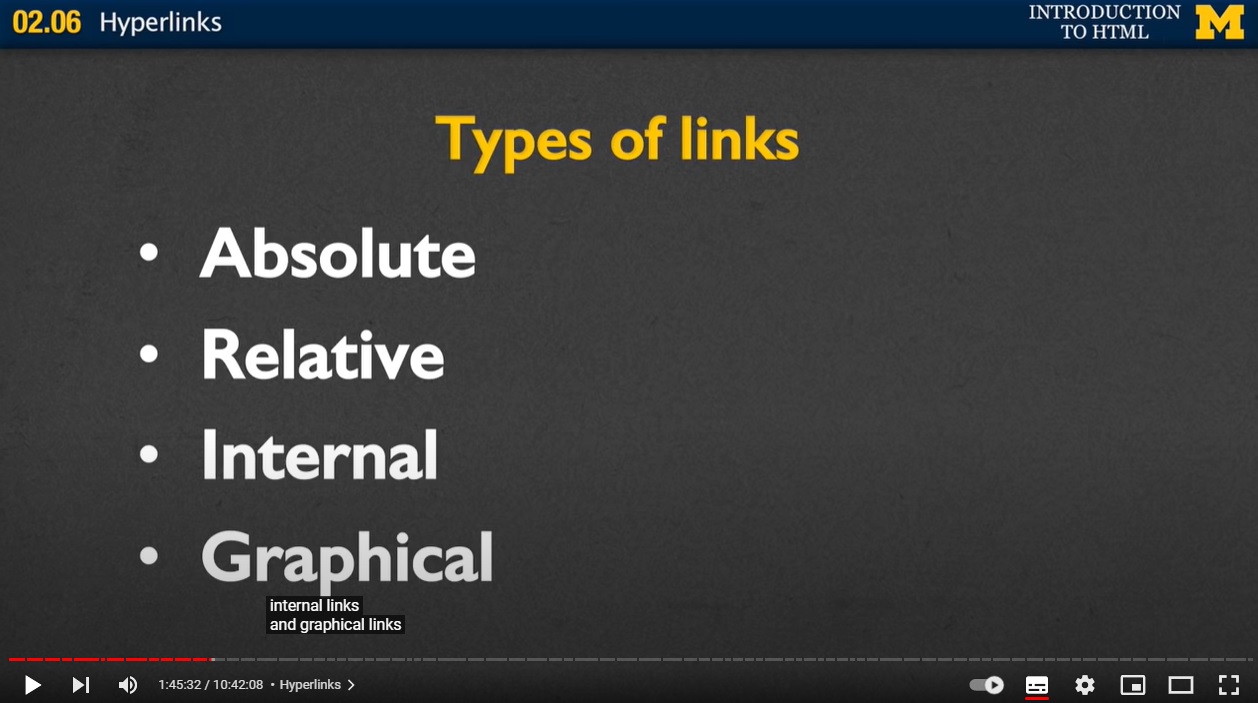 02.06 Hyperlinks
INTRODUCTION
TO HTML
M
Types of links
• Absolute
• Relative
• Internal
• Graphical
internal links
and graphical links
1:45:32 / 10:42:08 • Hyperlinks >